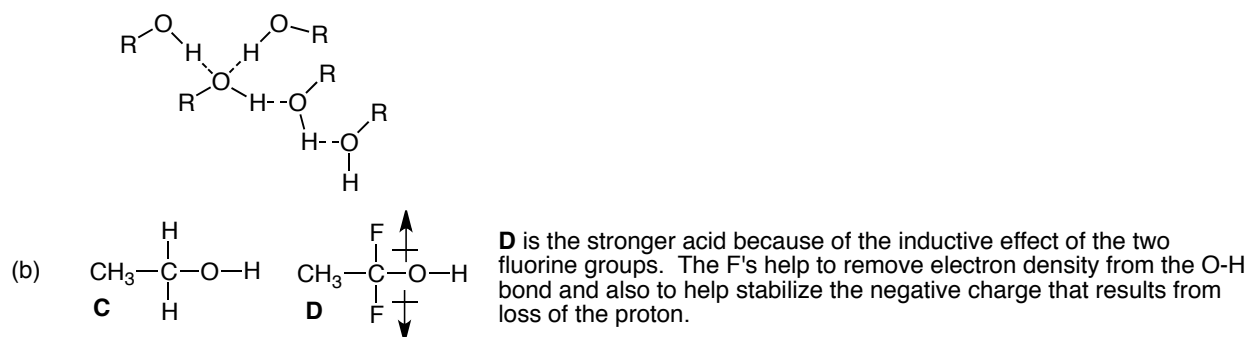 O O
R H H R
O R
R H--O
R
H--O
H
(b)
H
CH3–C–O–H
H
C
F
CH3–C–O–H
F
D
D is the stronger acid because of the inductive effect of the two
fluorine groups. The F's help to remove electron density from the O-H
bond and also to help stabilize the negative charge that results from
loss of the proton.